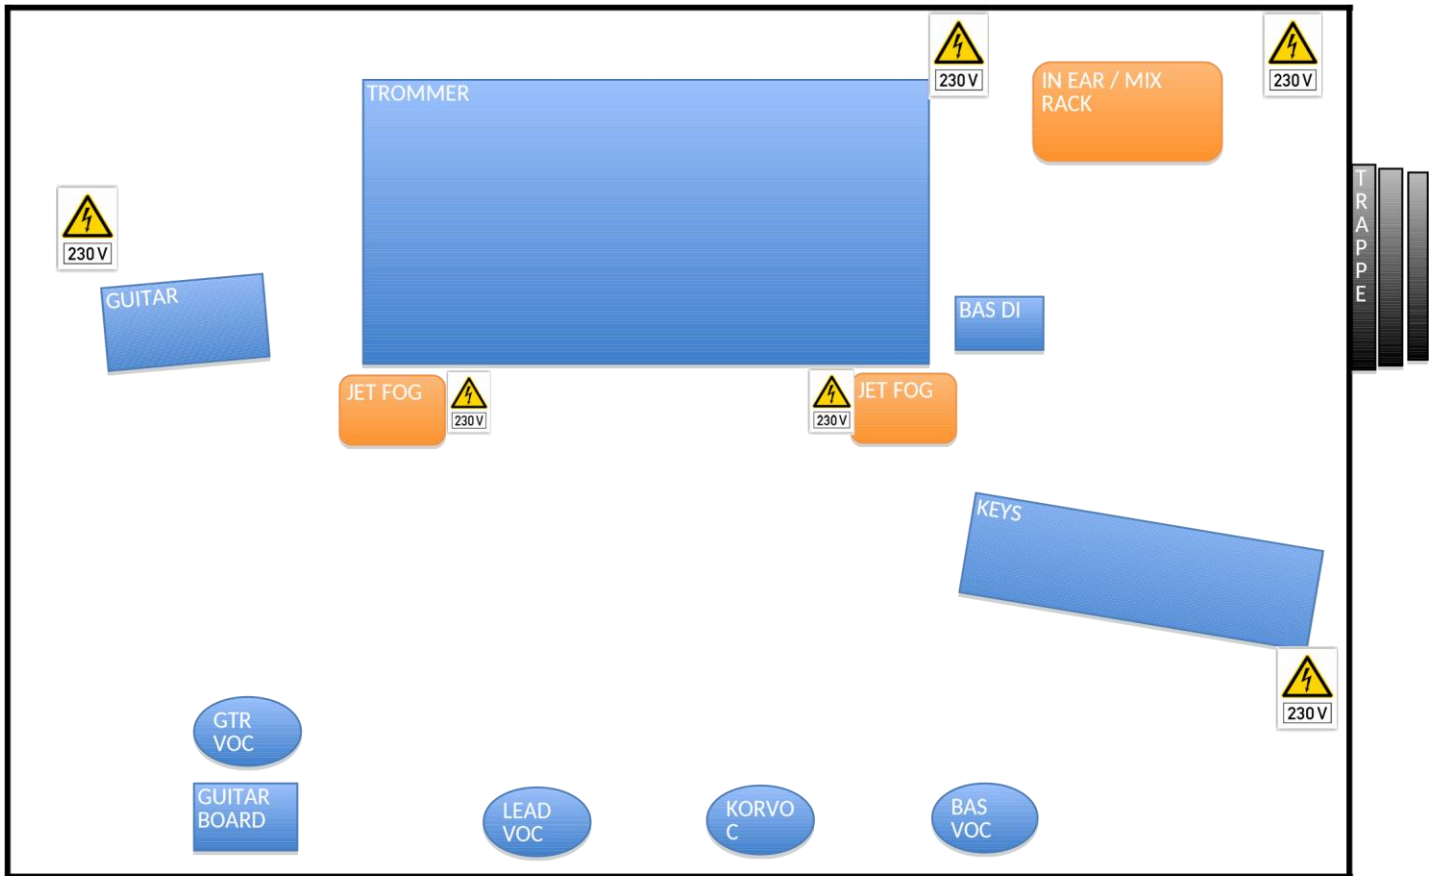 230 V
230 V
IN EAR / MIX
RACK
TROMMER
T
R
A
P
P
E
230 V
GUITAR
BAS DI
JET FOG
230 V
230 V
JET FOG
KEYS
230 V
GTR
VOC
GUITAR
BOARD
LEAD
VOC
KORVO
C
BAS
VOC